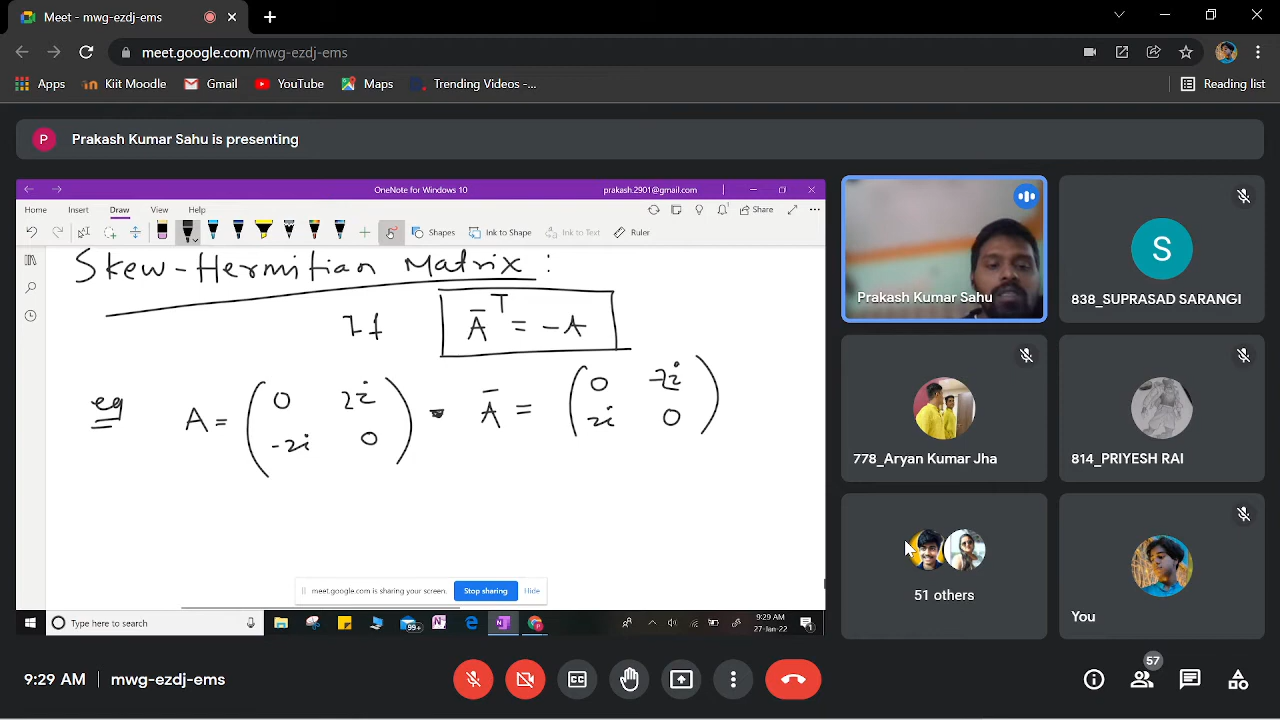 Meet - mwg-ezdj-ems
meet.google.com/mwg-ezdj-ems
Apps Kiit Moodle Gmail YouTube Maps Trending Videos -... Reading list
P Prakash Kumar Sahu is presenting
OneNote for Windows 10 prakash.2901@gmail.com
Home Insert Draw View Help Share
Shapes Ink to Shape Ink to Text Ruler
Skew-Hermitian Matrix :
If Ā^T = -A
eg A = (0 2i
-2i 0) Ā = (0 -2i
2i 0)
meet.google.com is sharing your screen. Stop sharing Hide
Type here to search 99+ 9:29 AM
27-Jan-22
Prakash Kumar Sahu
S
838_SUPRASAD SARANGI
778_Aryan Kumar Jha
814_PRIYESH RAI
51 others
You
9:29 AM mwg-ezdj-ems 57